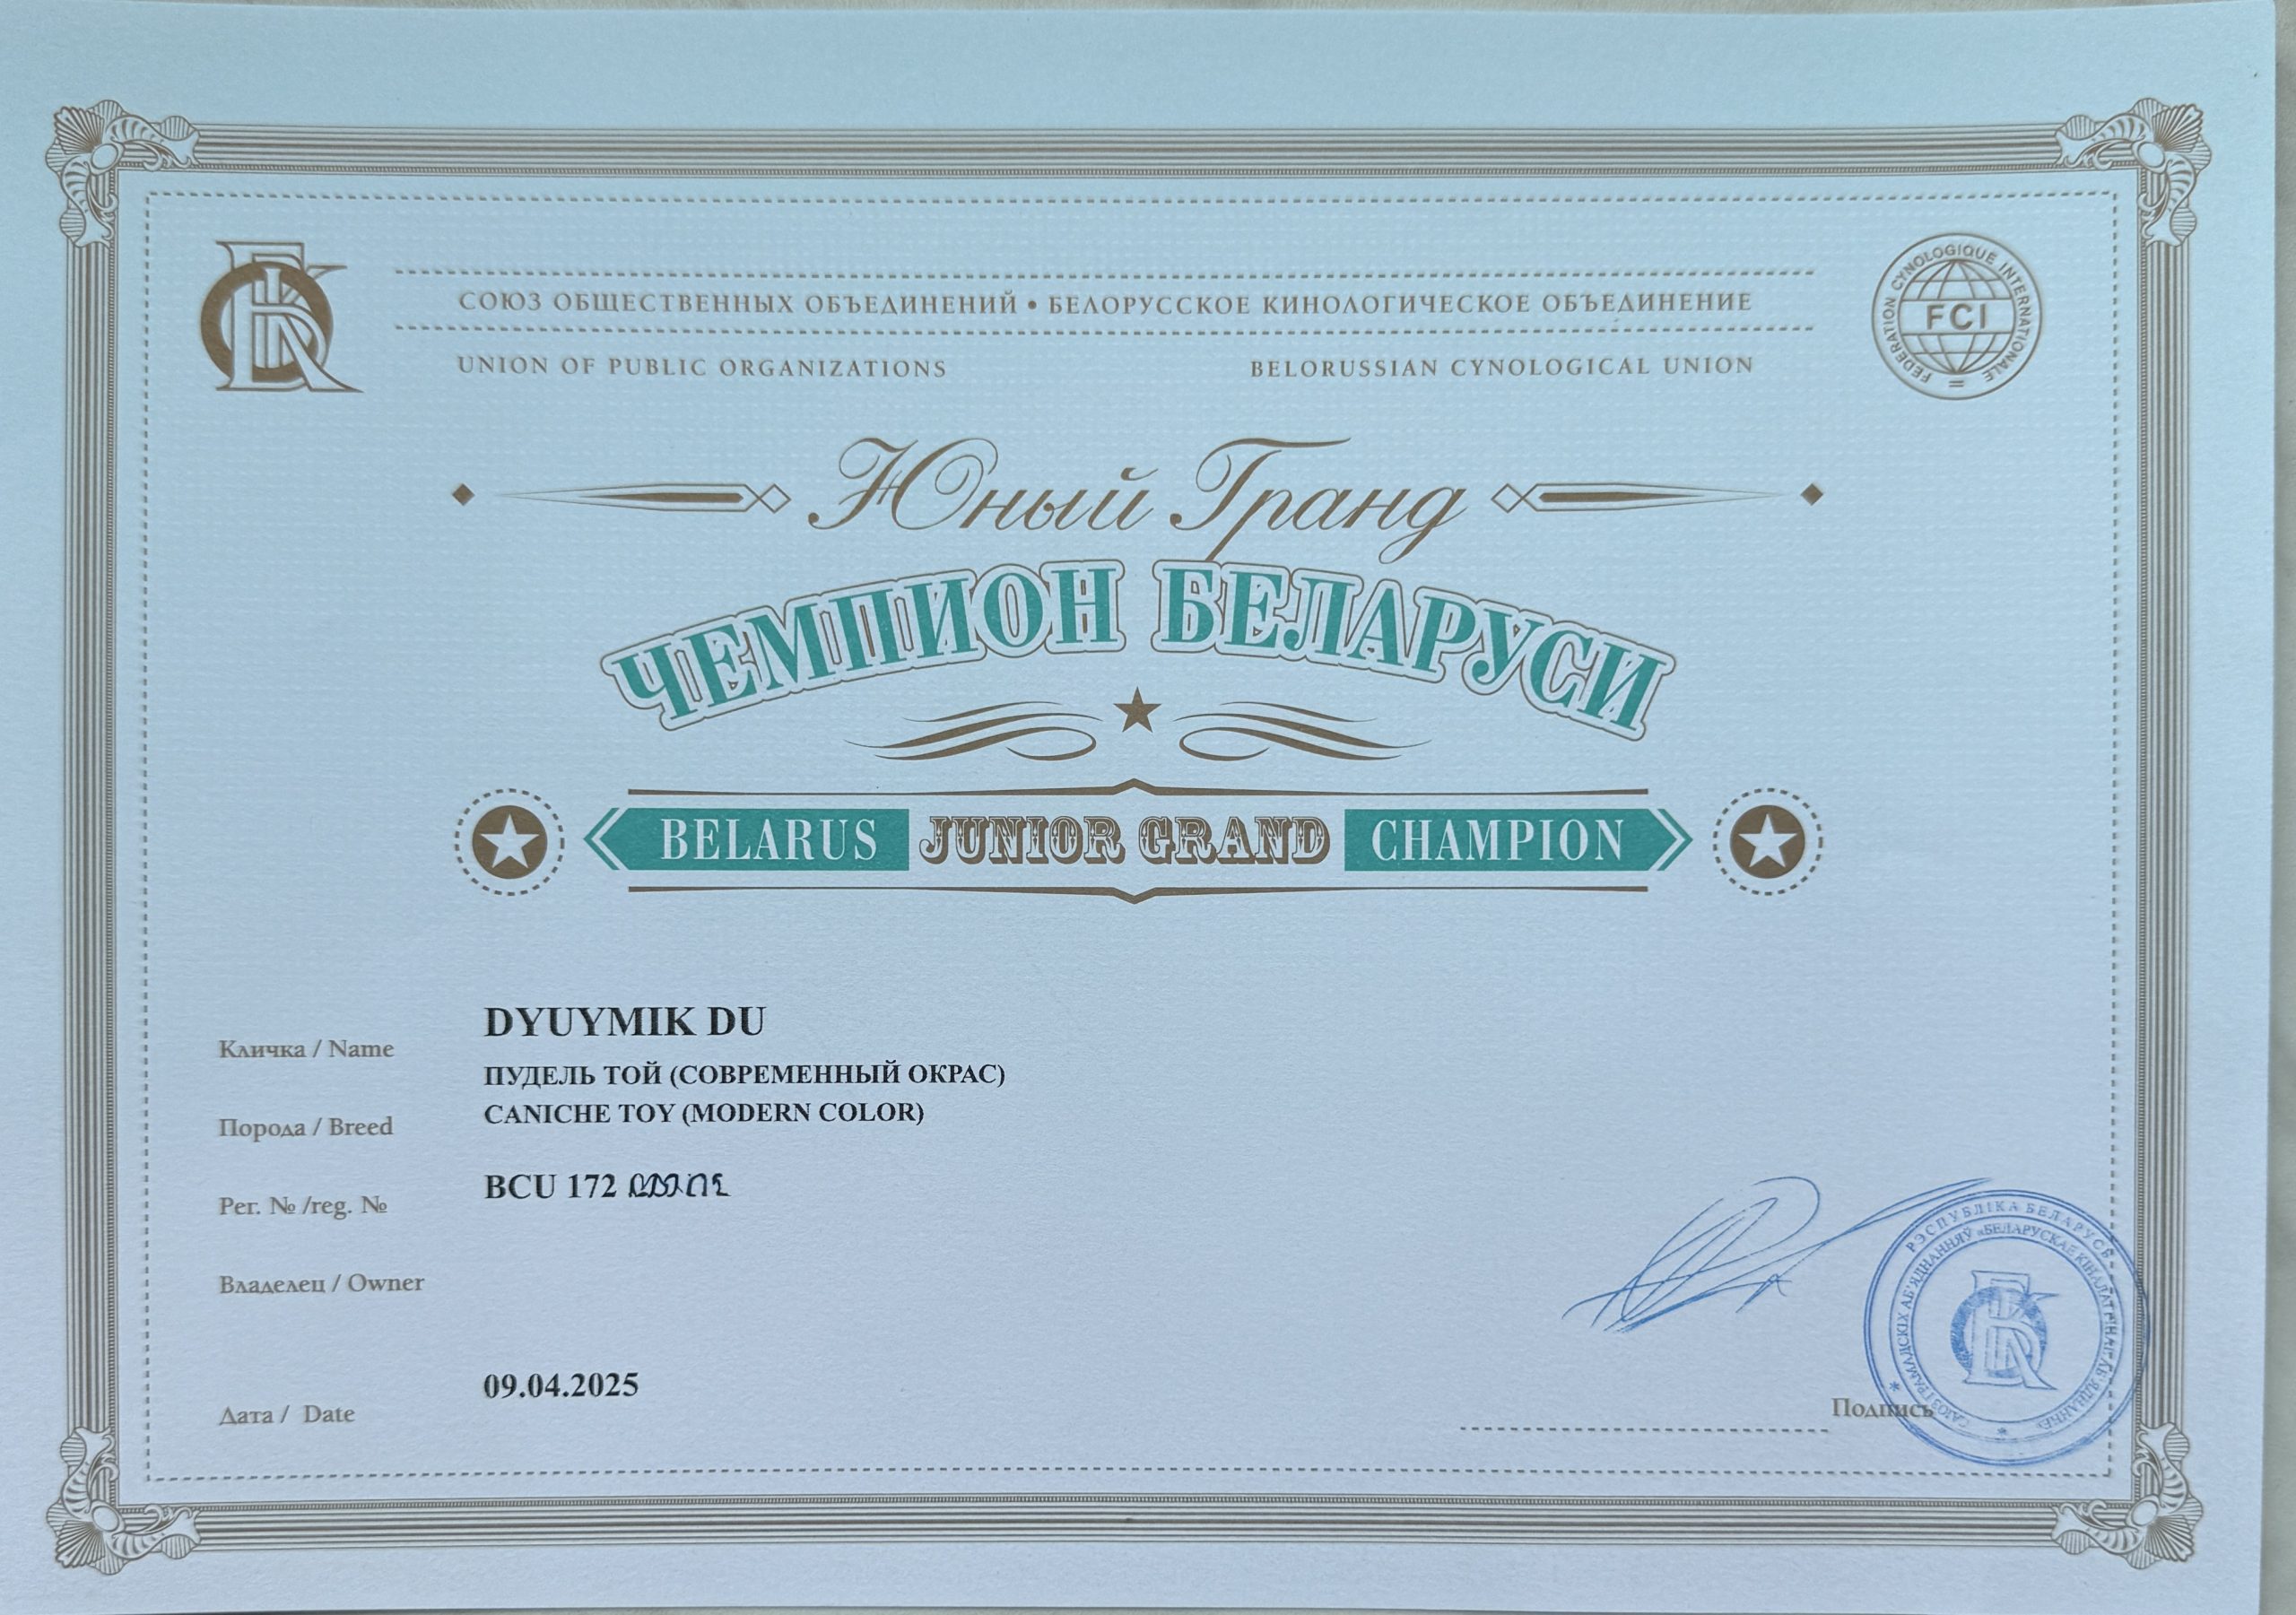 СОЮЗ ОБЩЕСТВЕННЫХ ОБЪЕДИНЕНИЙ • БЕЛОРУССКОЕ КИНОЛОГИЧЕСКОЕ ОБЪЕДИНЕНИЕ
UNION OF PUBLIC ORGANIZATIONS BELORUSSIAN CYNOLOGICAL UNION
FEDERATION CYNOLOGIQUE INTERNATIONALE
FCI
Юный Гранд
ЧЕМПИОН БЕЛАРУСИ
BELARUS JUNIOR GRAND CHAMPION
Кличка / Name DYUYMIK DU
ПУДЕЛЬ ТОЙ (СОВРЕМЕННЫЙ ОКРАС)
Порода / Breed CANICHE TOY (MODERN COLOR)
Рег. № /reg. № BCU 172
Владелец / Owner
Дата / Date 09.04.2025
Подпись
РЭСПУБЛІКА БЕЛАРУСЬ